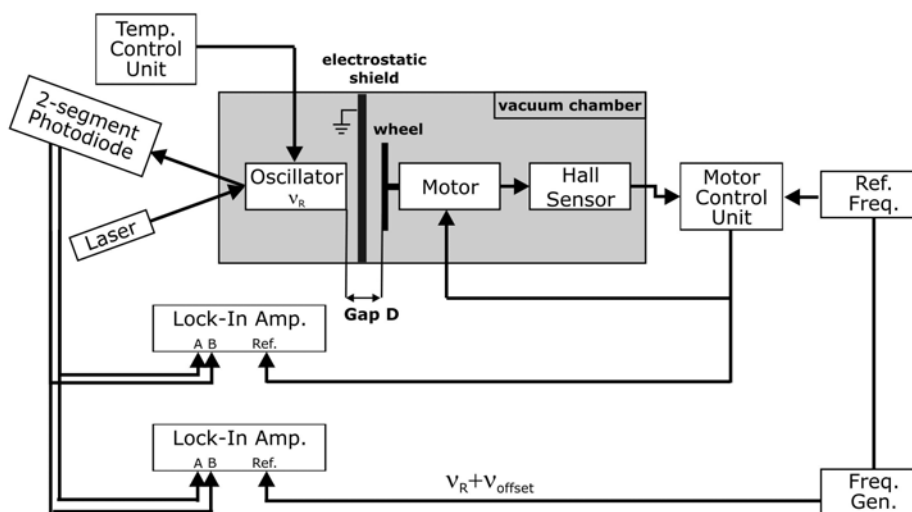 Temp.
Control
Unit
electrostatic
shield
vacuum chamber
2-segment
Photodiode
wheel
Oscillator
νR
Motor
Hall
Sensor
Motor
Control
Unit
Ref.
Freq.
Laser
Gap D
Lock-In Amp.
A B Ref.
Lock-In Amp.
A B Ref.
νR+νoffset
Freq.
Gen.